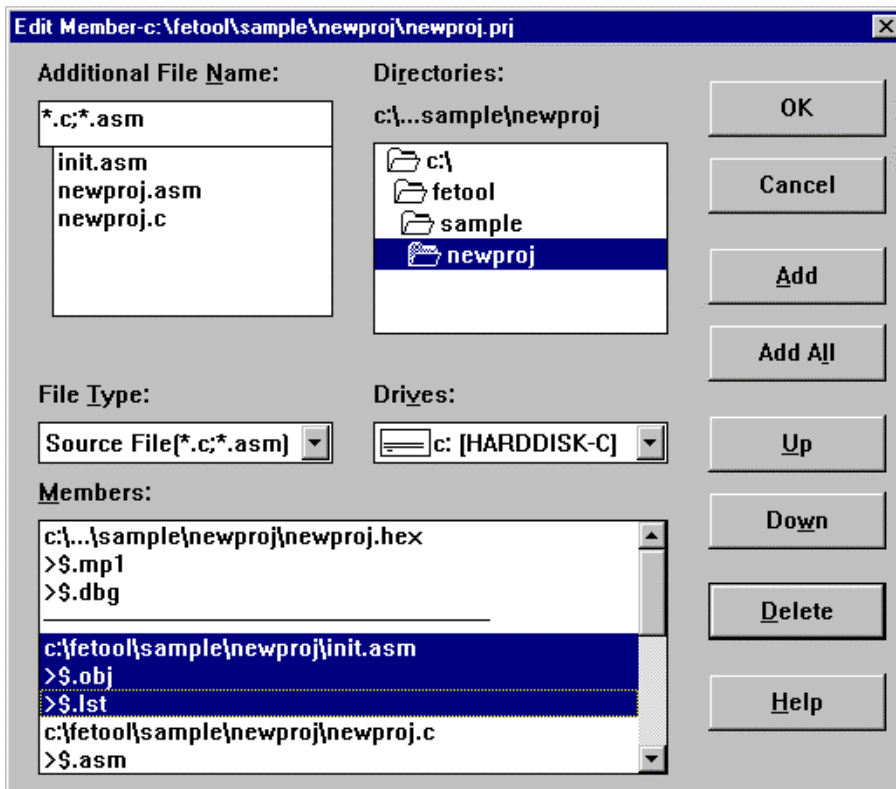 Edit Member-c:\fetool\sample\newproj\newproj.prj
Additional File Name:
*.c;*.asm
init.asm
newproj.asm
newproj.c
Directories:
c:\...sample\newproj
c:\
fetool
sample
newproj
File Type:
Source File(*.c;*.asm)
Drives:
c: [HARDDISK-C]
Members:
c:\...\sample\newproj\newproj.hex
>$.mp1
>$.dbg
c:\fetool\sample\newproj\init.asm
>$.obj
>$.lst
c:\fetool\sample\newproj\newproj.c
>$.asm
OK
Cancel
Add
Add All
Up
Down
Delete
Help